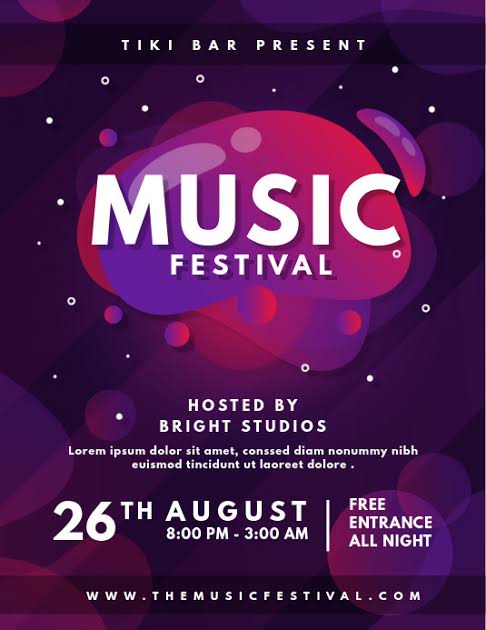 TIKI BAR PRESENT
MUSIC
FESTIVAL
HOSTED BY
BRIGHT STUDIOS
Lorem ipsum dolor sit amet, conssed diam nonummy nibh
euismod tincidunt ut laoreet dolore .
26TH AUGUST
8:00 PM - 3:00 AM
FREE
ENTRANCE
ALL NIGHT
WWW.THEMUSICFESTIVAL.COM